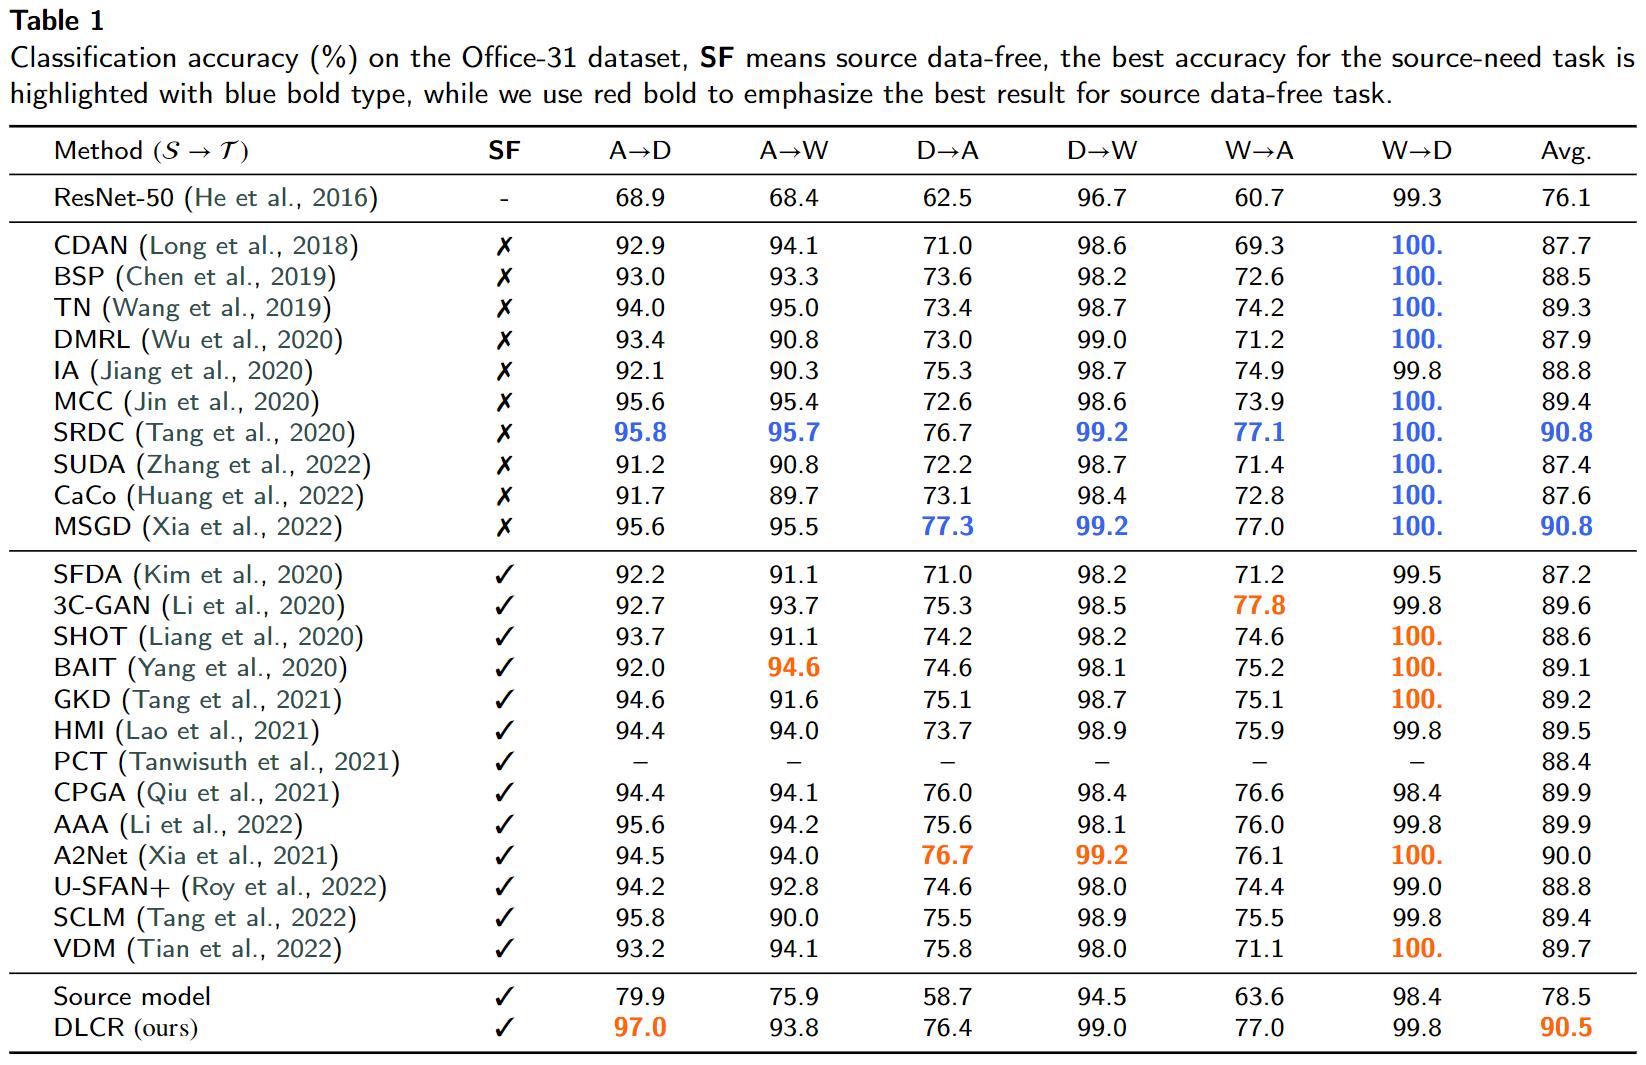 Table 1
Classification accuracy (%) on the Office-31 dataset, SF means source data-free, the best accuracy for the source-need task is
highlighted with blue bold type, while we use red bold to emphasize the best result for source data-free task.
Method (𝒮 → 𝒯) SF A→D A→W D→A D→W W→A W→D Avg.
ResNet-50 (He et al., 2016) - 68.9 68.4 62.5 96.7 60.7 99.3 76.1
CDAN (Long et al., 2018) ✗ 92.9 94.1 71.0 98.6 69.3 100. 87.7
BSP (Chen et al., 2019) ✗ 93.0 93.3 73.6 98.2 72.6 100. 88.5
TN (Wang et al., 2019) ✗ 94.0 95.0 73.4 98.7 74.2 100. 89.3
DMRL (Wu et al., 2020) ✗ 93.4 90.8 73.0 99.0 71.2 100. 87.9
IA (Jiang et al., 2020) ✗ 92.1 90.3 75.3 98.7 74.9 99.8 88.8
MCC (Jin et al., 2020) ✗ 95.6 95.4 72.6 98.6 73.9 100. 89.4
SRDC (Tang et al., 2020) ✗ 95.8 95.7 76.7 99.2 77.1 100. 90.8
SUDA (Zhang et al., 2022) ✗ 91.2 90.8 72.2 98.7 71.4 100. 87.4
CaCo (Huang et al., 2022) ✗ 91.7 89.7 73.1 98.4 72.8 100. 87.6
MSGD (Xia et al., 2022) ✗ 95.6 95.5 77.3 99.2 77.0 100. 90.8
SFDA (Kim et al., 2020) ✓ 92.2 91.1 71.0 98.2 71.2 99.5 87.2
3C-GAN (Li et al., 2020) ✓ 92.7 93.7 75.3 98.5 77.8 99.8 89.6
SHOT (Liang et al., 2020) ✓ 93.7 91.1 74.2 98.2 74.6 100. 88.6
BAIT (Yang et al., 2020) ✓ 92.0 94.6 74.6 98.1 75.2 100. 89.1
GKD (Tang et al., 2021) ✓ 94.6 91.6 75.1 98.7 75.1 100. 89.2
HMI (Lao et al., 2021) ✓ 94.4 94.0 73.7 98.9 75.9 99.8 89.5
PCT (Tanwisuth et al., 2021) ✓ – – – – – – 88.4
CPGA (Qiu et al., 2021) ✓ 94.4 94.1 76.0 98.4 76.6 98.4 89.9
AAA (Li et al., 2022) ✓ 95.6 94.2 75.6 98.1 76.0 99.8 89.9
A2Net (Xia et al., 2021) ✓ 94.5 94.0 76.7 99.2 76.1 100. 90.0
U-SFAN+ (Roy et al., 2022) ✓ 94.2 92.8 74.6 98.0 74.4 99.0 88.8
SCLM (Tang et al., 2022) ✓ 95.8 90.0 75.5 98.9 75.5 99.8 89.4
VDM (Tian et al., 2022) ✓ 93.2 94.1 75.8 98.0 71.1 100. 89.7
Source model ✓ 79.9 75.9 58.7 94.5 63.6 98.4 78.5
DLCR (ours) ✓ 97.0 93.8 76.4 99.0 77.0 99.8 90.5